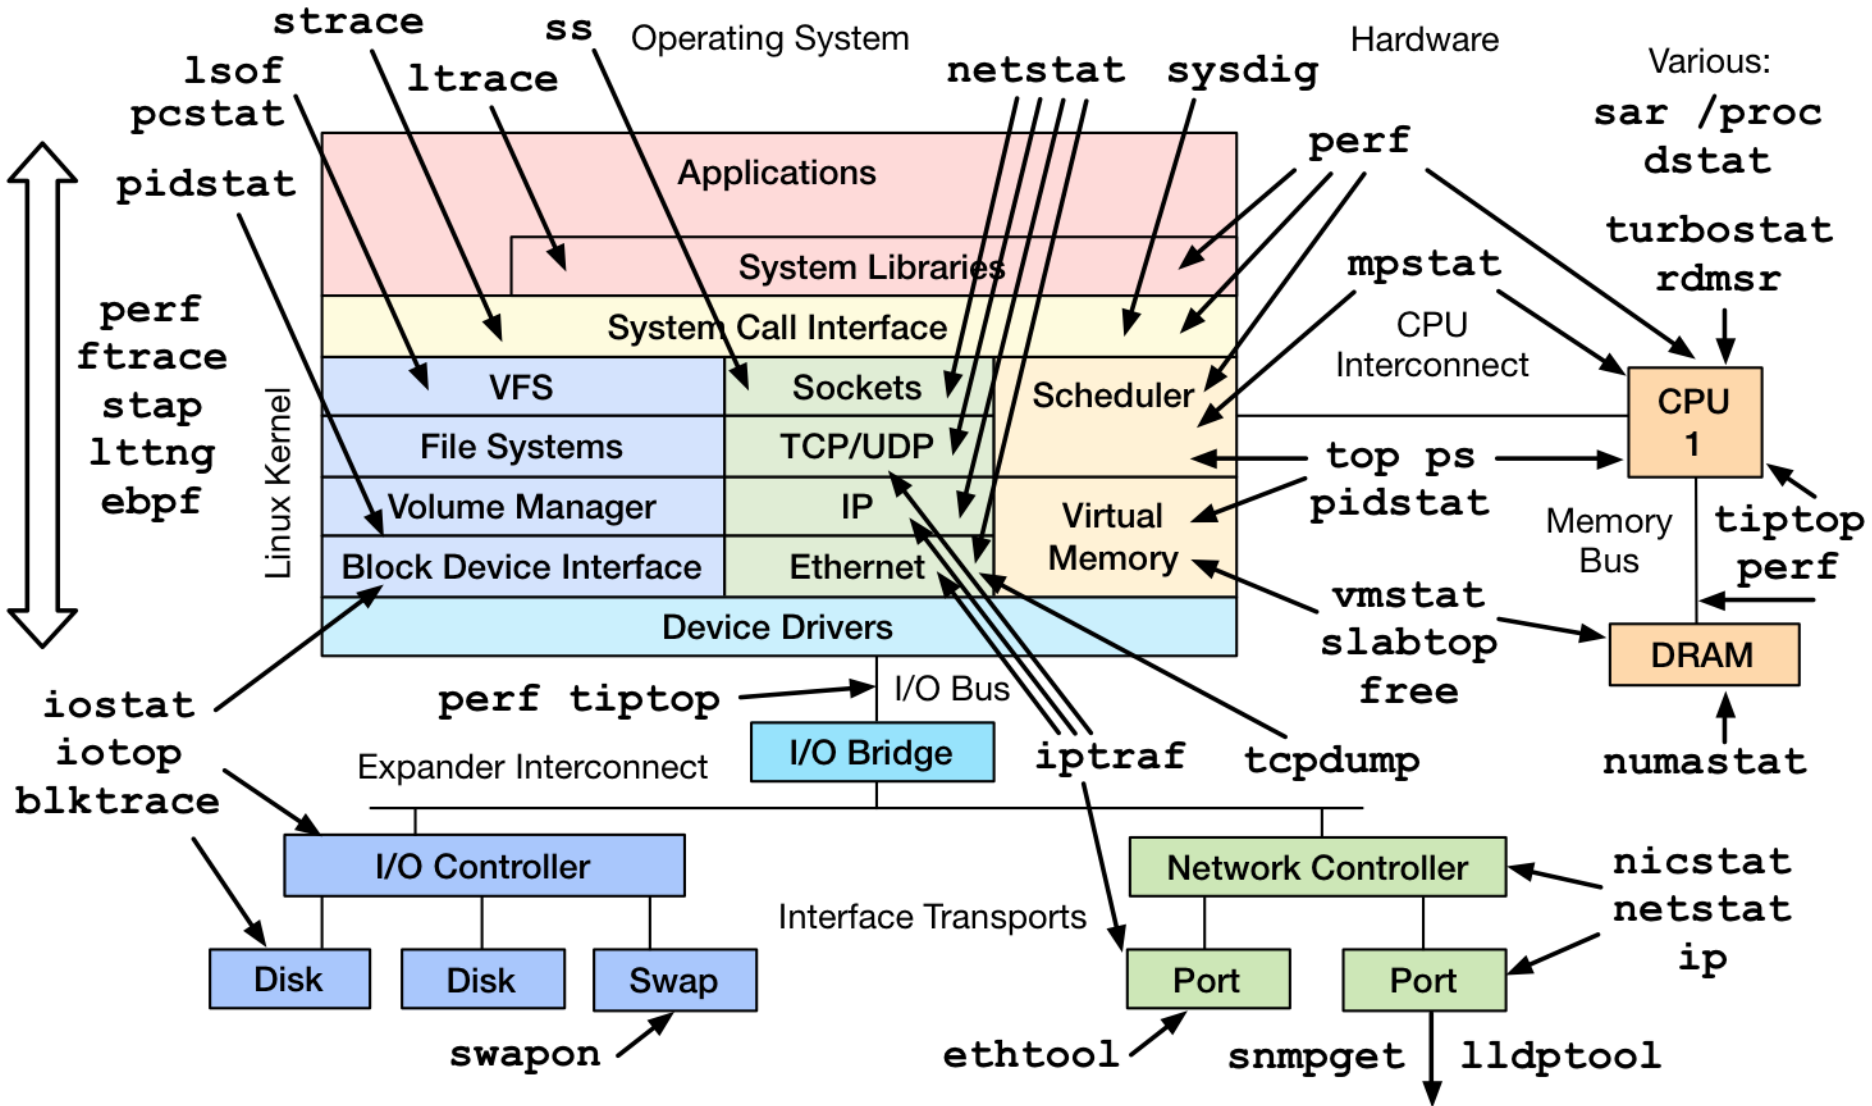 strace
ss
Operating System
Hardware
lsof
pcstat
ltrace
netstat
sysdig
Various:
sar /proc
dstat
perf
pidstat
Applications
turbostat
rdmsr
System Libraries
mpstat
perf
ftrace
stap
lttng
ebpf
System Call Interface
CPU
Interconnect
Linux Kernel
VFS
Sockets
Scheduler
CPU
1
File Systems
TCP/UDP
top ps
pidstat
Volume Manager
IP
Virtual
Memory
Memory
Bus
tiptop
perf
Block Device Interface
Ethernet
vmstat
slabtop
free
Device Drivers
DRAM
iostat
iotop
blktrace
perf tiptop
I/O Bus
Expander Interconnect
I/O Bridge
iptraf
tcpdump
numastat
I/O Controller
Network Controller
nicstat
netstat
ip
Interface Transports
Disk
Disk
Swap
Port
Port
swapon
ethtool
snmpget
lldptool